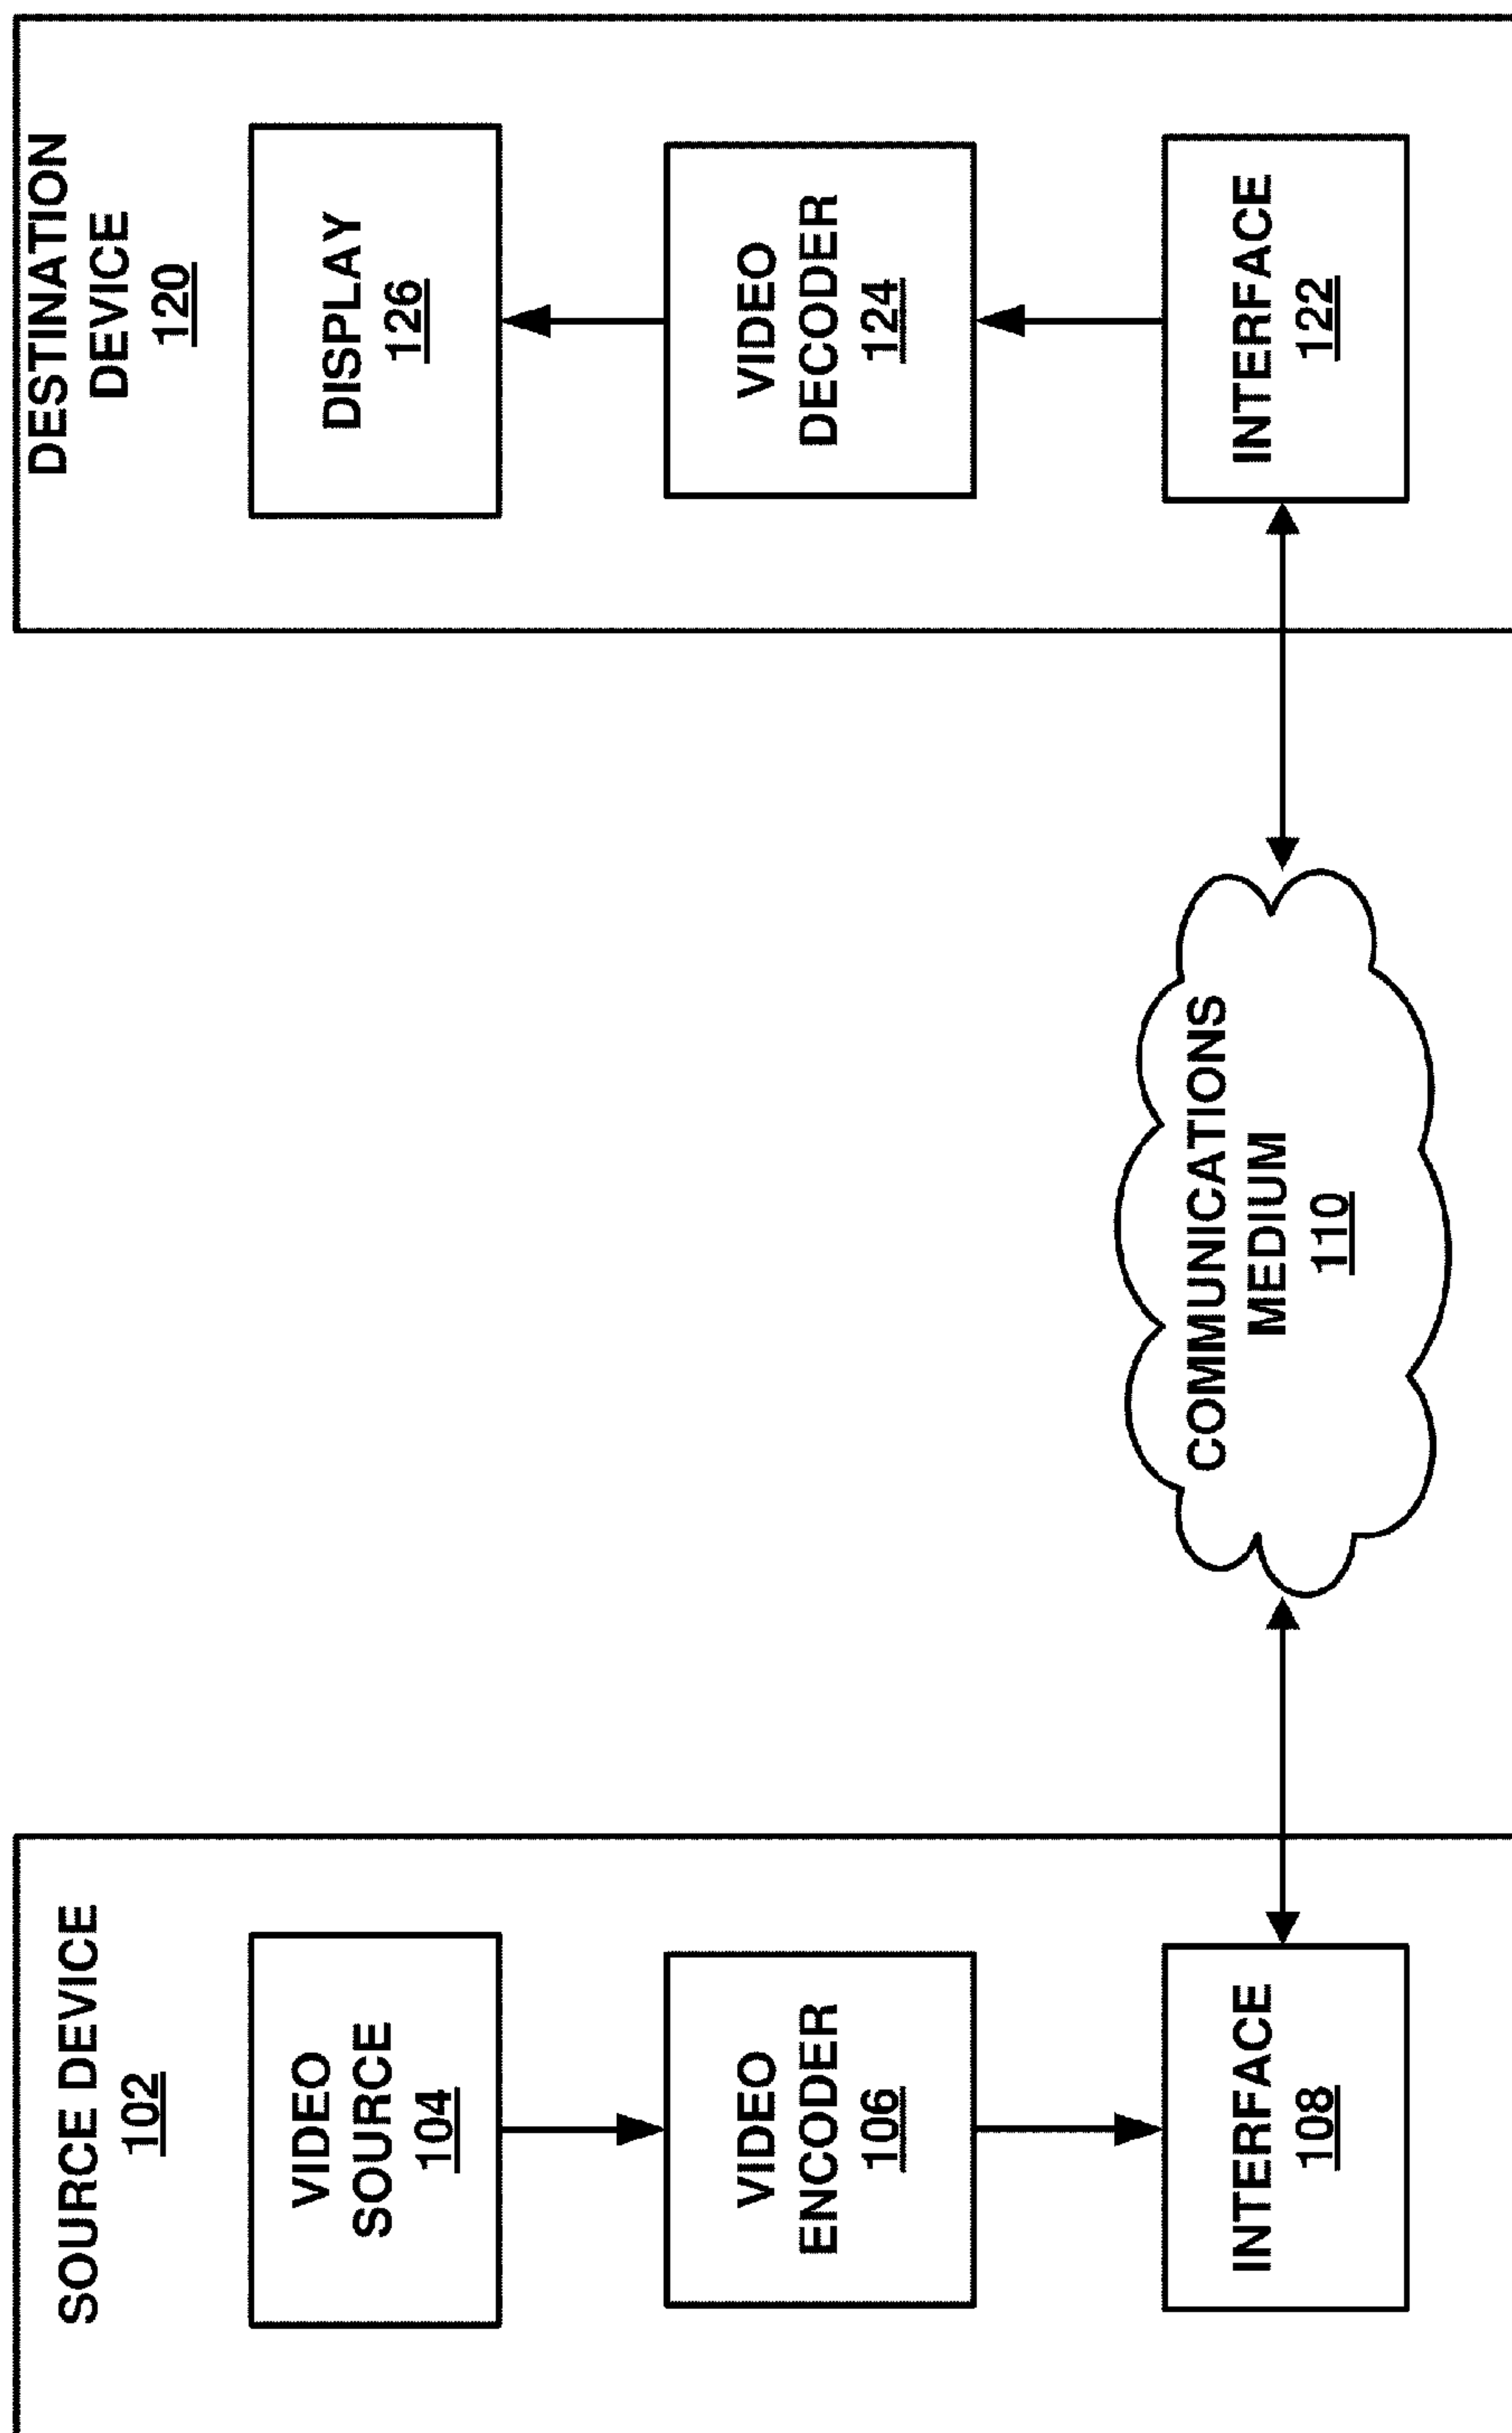 SOURCE DEVICE
102
VIDEO
SOURCE
104
VIDEO
ENCODER
106
INTERFACE
108
COMMUNICATIONS
MEDIUM
110
DESTINATION
DEVICE
120
DISPLAY
126
VIDEO
DECODER
124
INTERFACE
122